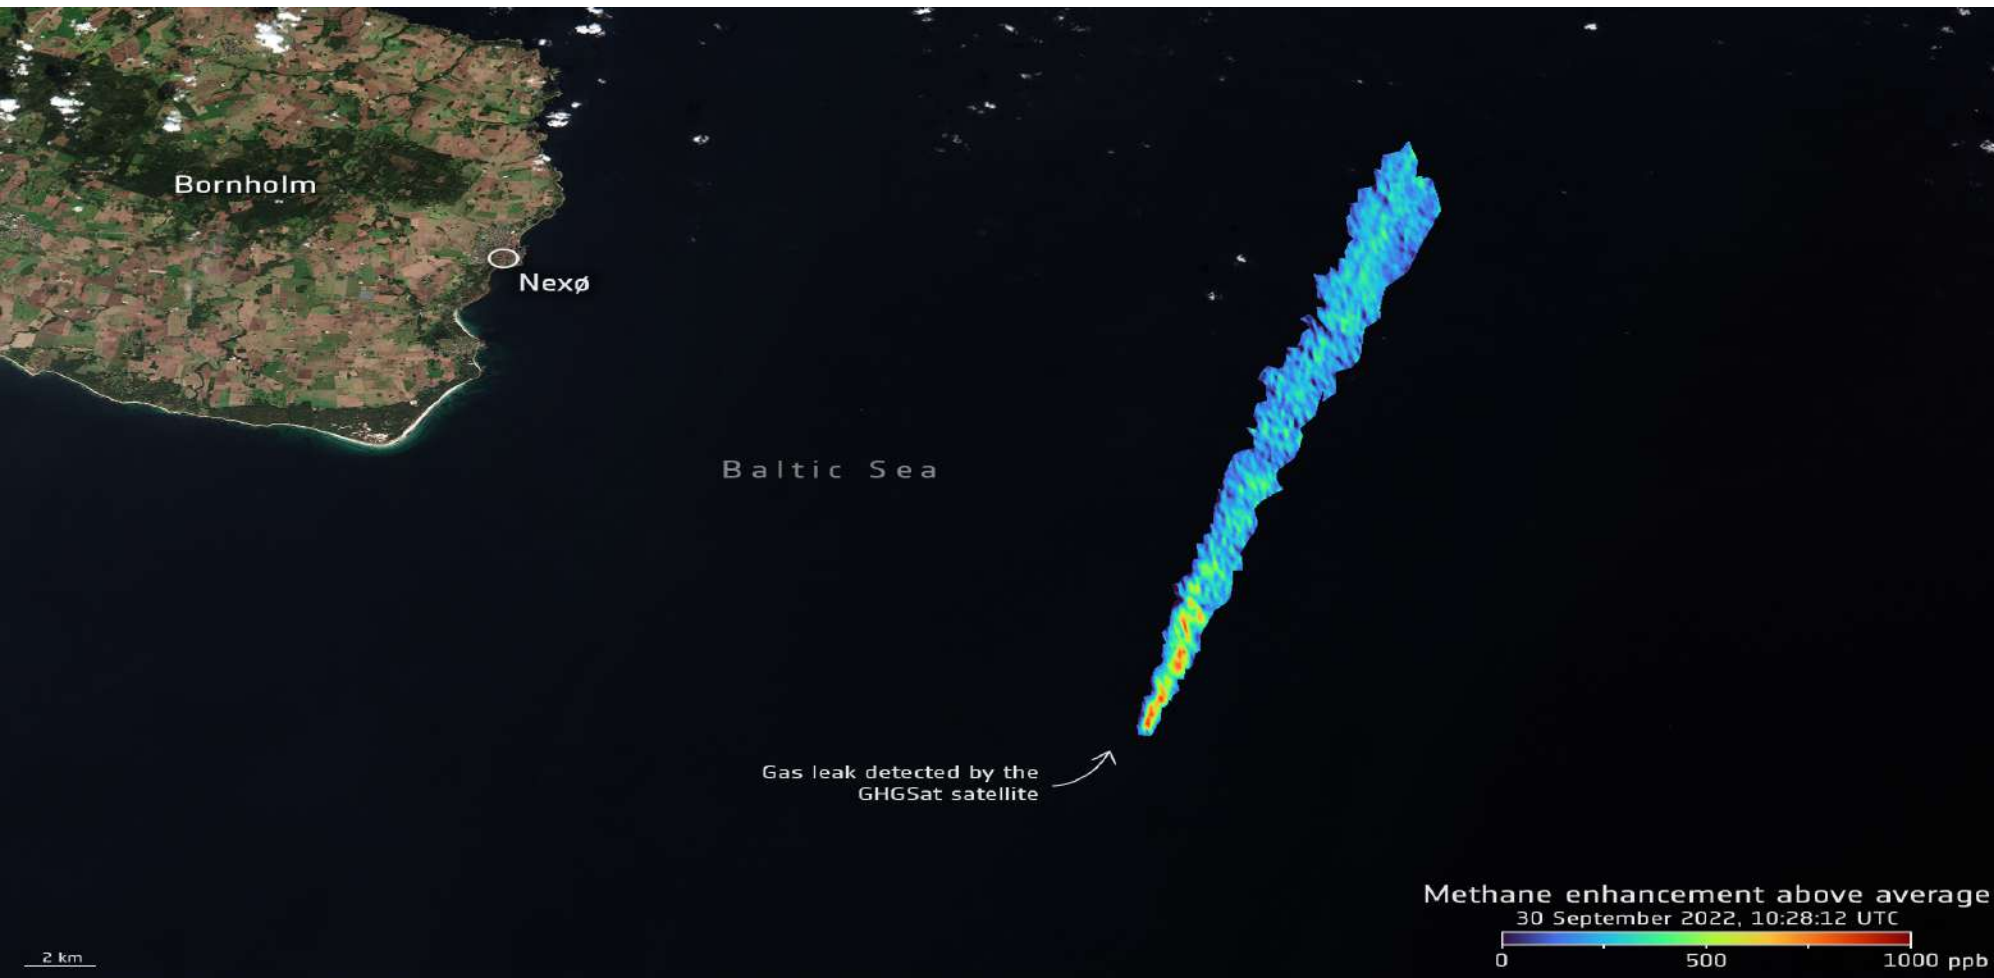 Bornholm
Nexø
Baltic Sea
Gas leak detected by the
GHGSat satellite
Methane enhancement above average
30 September 2022, 10:28:12 UTC
0 500 1000 ppb
2 km